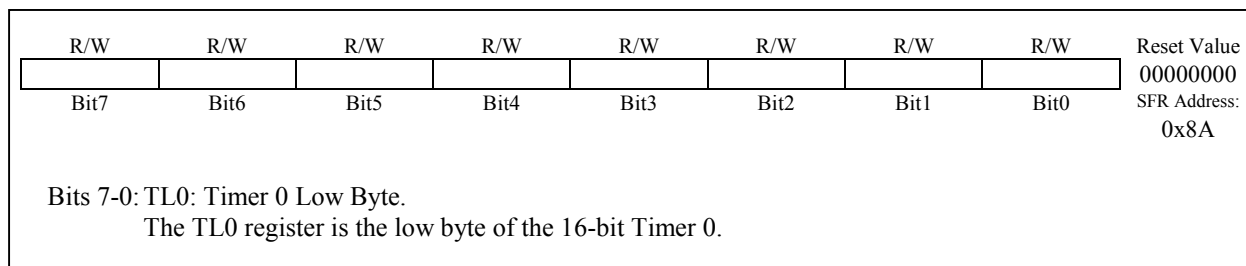 R/W R/W R/W R/W R/W R/W R/W R/W Reset Value
00000000
Bit7 Bit6 Bit5 Bit4 Bit3 Bit2 Bit1 Bit0 SFR Address:
0x8A
Bits 7-0: TL0: Timer 0 Low Byte.
The TL0 register is the low byte of the 16-bit Timer 0.